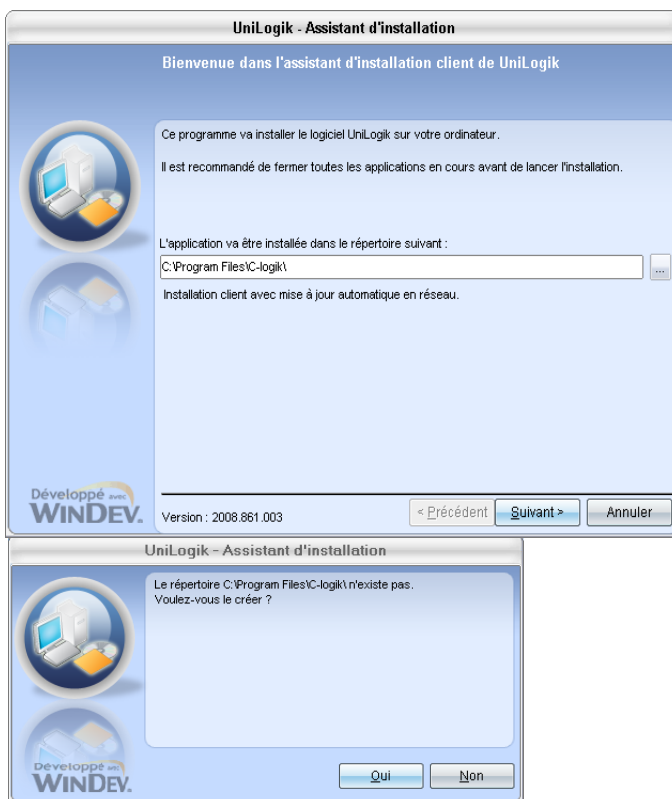 UniLogik - Assistant d'installation
Bienvenue dans l'assistant d'installation client de UniLogik
Ce programme va installer le logiciel UniLogik sur votre ordinateur.
Il est recommandé de fermer toutes les applications en cours avant de lancer l'installation.
L'application va être installée dans le répertoire suivant :
C:\Program Files\C-logik\
...
Installation client avec mise à jour automatique en réseau.
Développé avec
WINDEV.
Version : 2008.861.003
< Précédent
Suivant >
Annuler
UniLogik - Assistant d'installation
Le répertoire C:\Program Files\C-logik\ n'existe pas.
Voulez-vous le créer ?
Développé avec
WINDEV.
Oui
Non